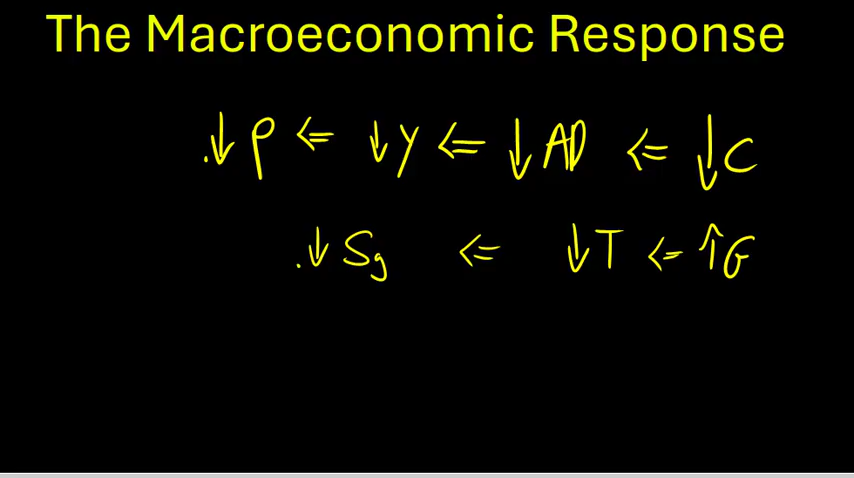 The Macroeconomic Response
.↓ P ⇐ ↓ Y ⇐ ↓ AD ⇐ ↓ C
.↓ Sg ⇐ ↓ T ⇐ ↑ G